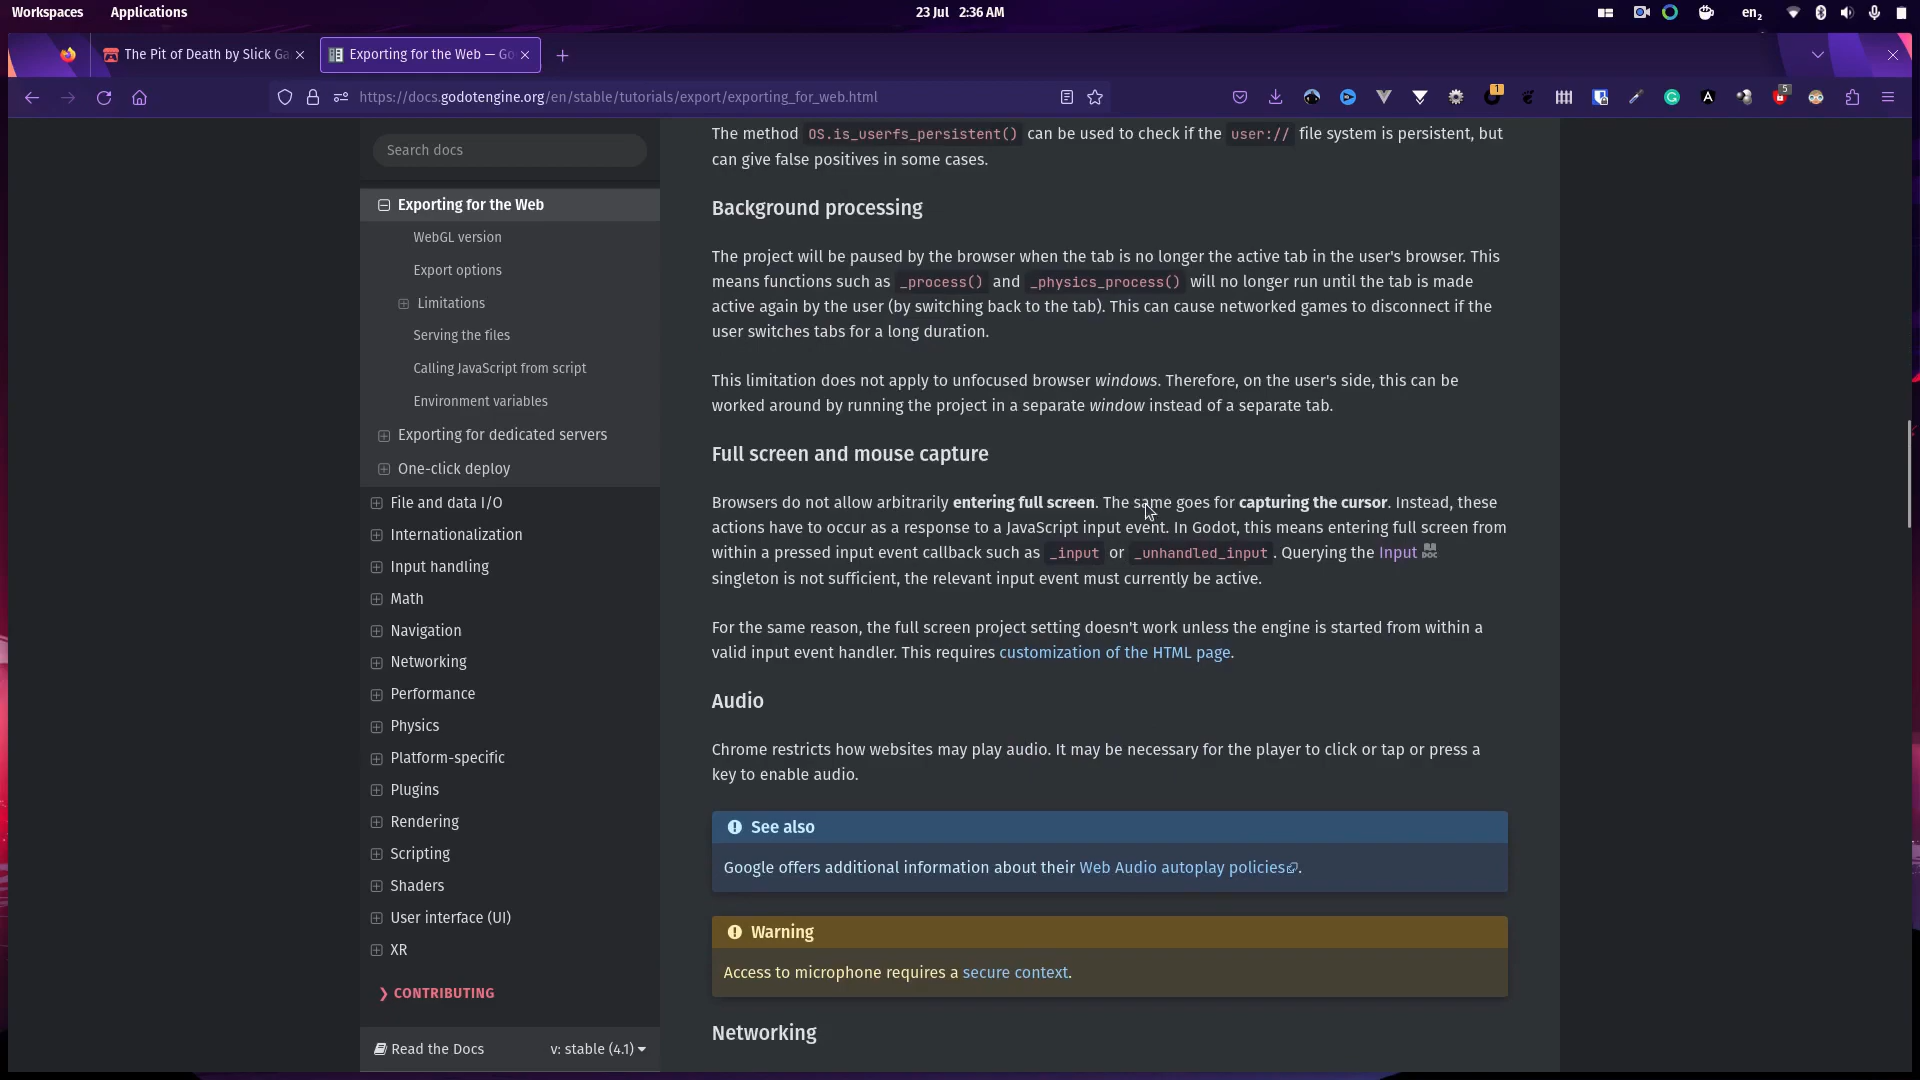 Workspaces Applications 23 Jul 2:36 AM en₂
The Pit of Death by Slick Ga
Exporting for the Web — Go
https://docs.godotengine.org/en/stable/tutorials/export/exporting_for_web.html
1
5
Search docs
Exporting for the Web
WebGL version
Export options
Limitations
Serving the files
Calling JavaScript from script
Environment variables
Exporting for dedicated servers
One-click deploy
File and data I/O
Internationalization
Input handling
Math
Navigation
Networking
Performance
Physics
Platform-specific
Plugins
Rendering
Scripting
Shaders
User interface (UI)
XR
CONTRIBUTING
Read the Docs v: stable (4.1)
The method OS.is_userfs_persistent() can be used to check if the user:// file system is persistent, but
can give false positives in some cases.
Background processing
The project will be paused by the browser when the tab is no longer the active tab in the user's browser. This
means functions such as _process() and _physics_process() will no longer run until the tab is made
active again by the user (by switching back to the tab). This can cause networked games to disconnect if the
user switches tabs for a long duration.
This limitation does not apply to unfocused browser windows. Therefore, on the user's side, this can be
worked around by running the project in a separate window instead of a separate tab.
Full screen and mouse capture
Browsers do not allow arbitrarily entering full screen. The same goes for capturing the cursor. Instead, these
actions have to occur as a response to a JavaScript input event. In Godot, this means entering full screen from
within a pressed input event callback such as _input or _unhandled_input. Querying the Input
singleton is not sufficient, the relevant input event must currently be active.
For the same reason, the full screen project setting doesn't work unless the engine is started from within a
valid input event handler. This requires customization of the HTML page.
Audio
Chrome restricts how websites may play audio. It may be necessary for the player to click or tap or press a
key to enable audio.
See also
Google offers additional information about their Web Audio autoplay policies.
Warning
Access to microphone requires a secure context.
Networking